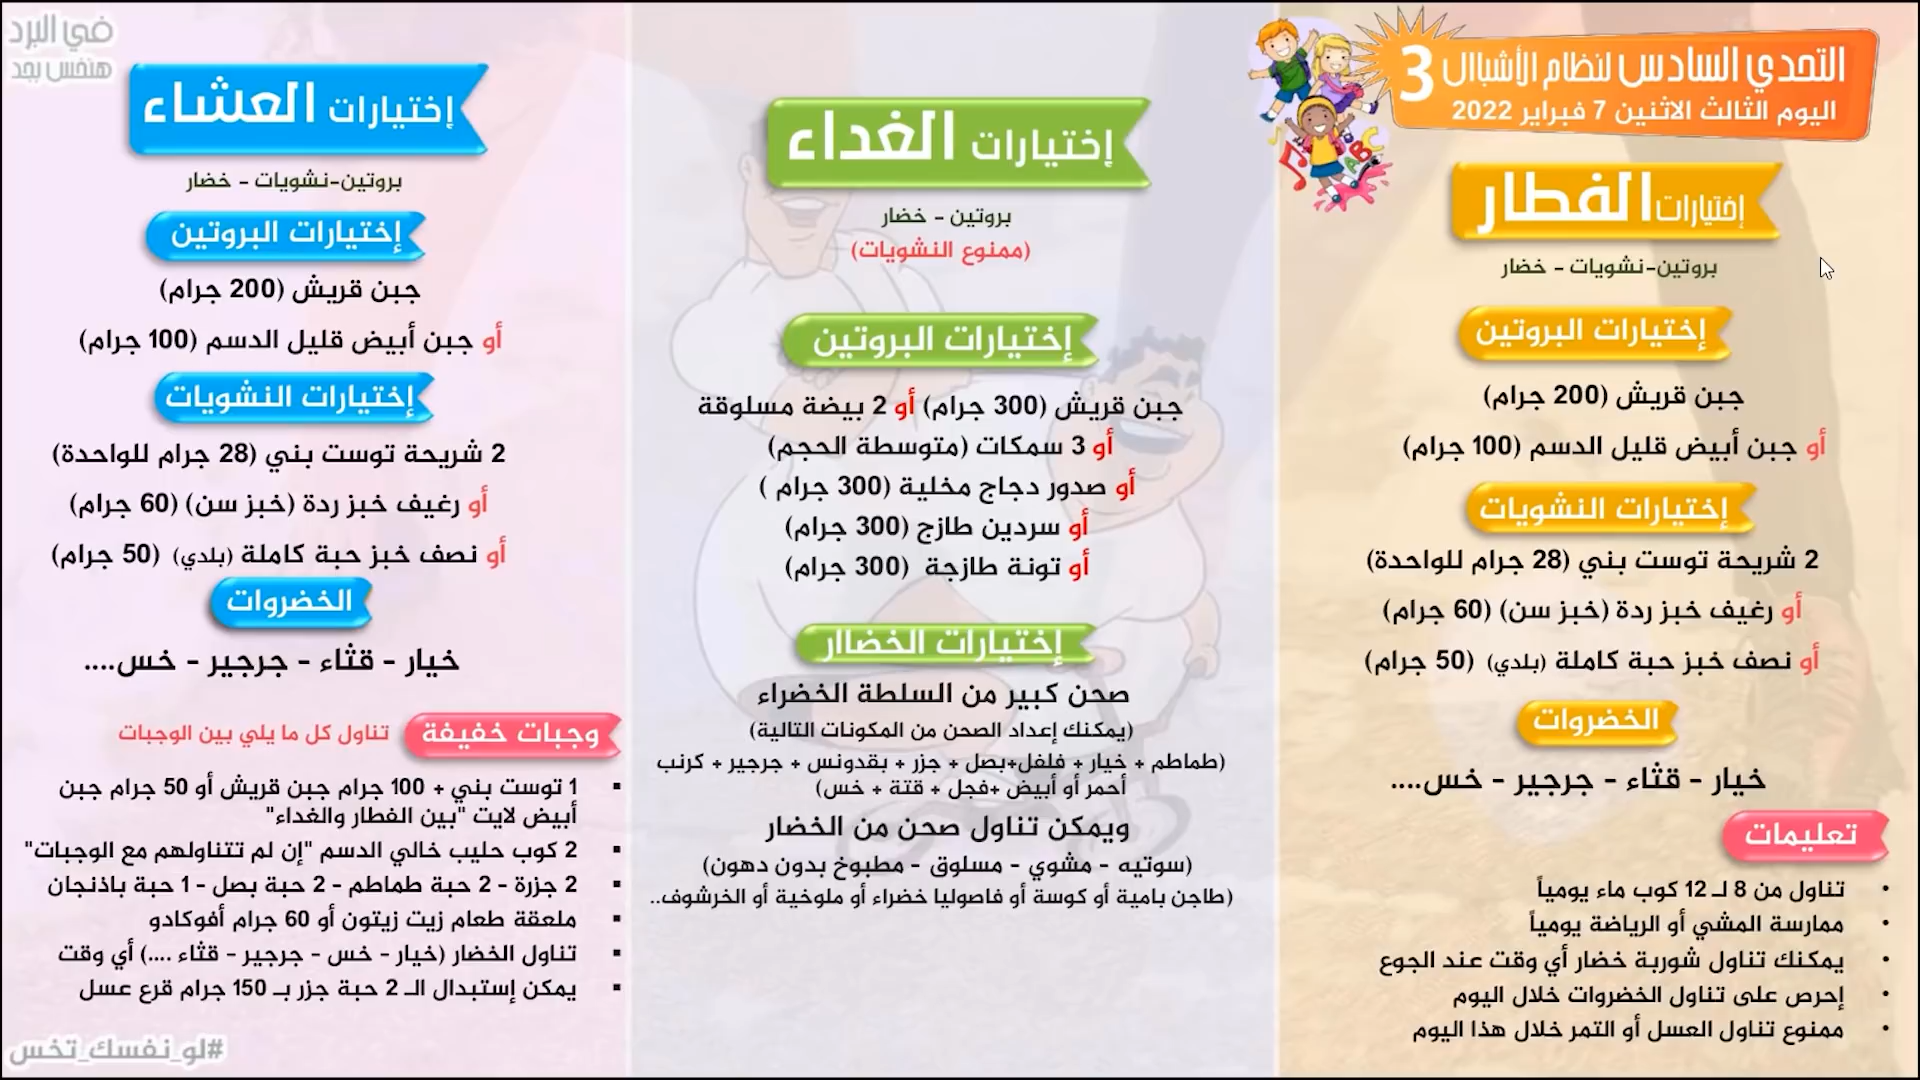 التحدي السادس لنظام الأشباال 3
اليوم الثالث الاثنين 7 فبراير 2022
إختيارات الفطار
بروتين-نشويات - خضار
إختيارات البروتين
جبن قريش (200 جرام)
أو جبن أبيض قليل الدسم (100 جرام)
إختيارات النشويات
2 شريحة توست بني (28 جرام للواحدة)
أو رغيف خبز ردة (خبز سن) (60 جرام)
أو نصف خبز حبة كاملة (بلدي) (50 جرام)
الخضروات
خيار - قثاء - جرجير - خس....
تعليمات
• تناول من 8 لـ 12 كوب ماء يومياً
• ممارسة المشي أو الرياضة يومياً
• يمكنك تناول شوربة خضار أي وقت عند الجوع
• إحرص على تناول الخضروات خلال اليوم
• ممنوع تناول العسل أو التمر خلال هذا اليوم
إختيارات الغداء
بروتين - خضار
(ممنوع النشويات)
إختيارات البروتين
جبن قريش (300 جرام) أو 2 بيضة مسلوقة
أو 3 سمكات (متوسطة الحجم)
أو صدور دجاج مخلية (300 جرام )
أو سردين طازج (300 جرام)
أو تونة طازجة (300 جرام)
إختيارات الخضاار
صحن كبير من السلطة الخضراء
(يمكنك إعداد الصحن من المكونات التالية)
(طماطم + خيار + فلفل+بصل + جزر + بقدونس + جرجير + كرنب
أحمر أو أبيض +فجل + قتة + خس)
ويمكن تناول صحن من الخضار
(سوتيه - مشوي - مسلوق - مطبوخ بدون دهون)
(طاجن بامية أو كوسة أو فاصوليا خضراء أو ملوخية أو الخرشوف..
في البرد
هنخس بجد
إختيارات العشاء
بروتين-نشويات - خضار
إختيارات البروتين
جبن قريش (200 جرام)
أو جبن أبيض قليل الدسم (100 جرام)
إختيارات النشويات
2 شريحة توست بني (28 جرام للواحدة)
أو رغيف خبز ردة (خبز سن) (60 جرام)
أو نصف خبز حبة كاملة (بلدي) (50 جرام)
الخضروات
خيار - قثاء - جرجير - خس....
وجبات خفيفة تناول كل ما يلي بين الوجبات
▪ 1 توست بني + 100 جرام جبن قريش أو 50 جرام جبن
أبيض لايت "بين الفطار والغداء"
▪ 2 كوب حليب خالي الدسم "إن لم تتناولهم مع الوجبات"
▪ 2 جزرة - 2 حبة طماطم - 2 حبة بصل - 1 حبة باذنجان
▪ ملعقة طعام زيت زيتون أو 60 جرام أفوكادو
▪ تناول الخضار (خيار - خس - جرجير - قثاء ....) أي وقت
▪ يمكن إستبدال الـ 2 حبة جزر بـ 150 جرام قرع عسل
#لو_نفسك_تخس
ABC